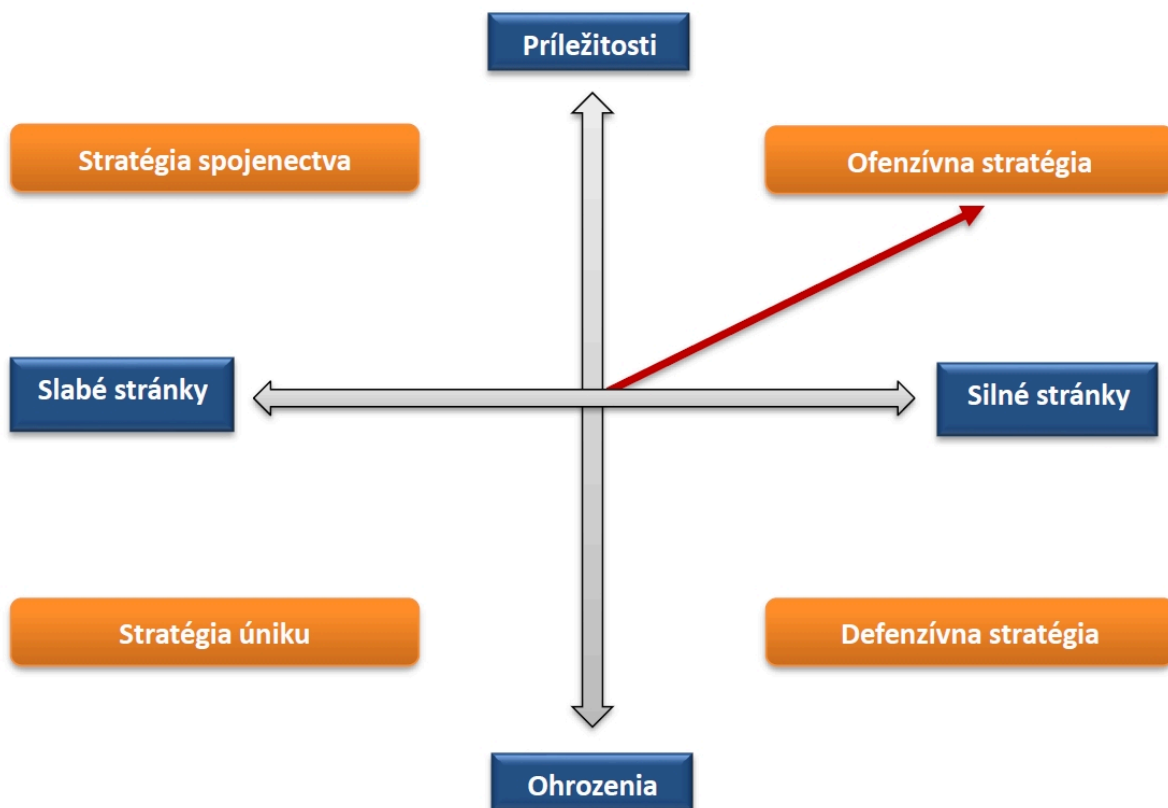 Príležitosti
Stratégia spojenectva
Ofenzívna stratégia
Slabé stránky
Silné stránky
Stratégia úniku
Defenzívna stratégia
Ohrozenia